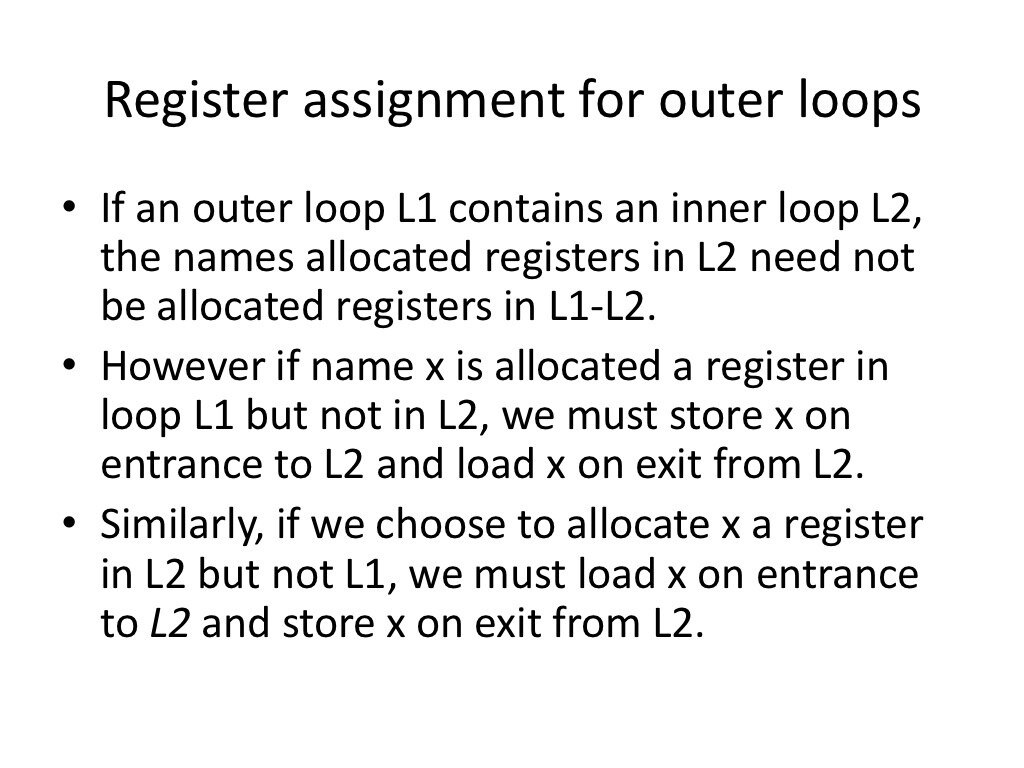 Register assignment for outer loops
• If an outer loop L1 contains an inner loop L2,
the names allocated registers in L2 need not
be allocated registers in L1-L2.
• However if name x is allocated a register in
loop L1 but not in L2, we must store x on
entrance to L2 and load x on exit from L2.
• Similarly, if we choose to allocate x a register
in L2 but not L1, we must load x on entrance
to L2 and store x on exit from L2.